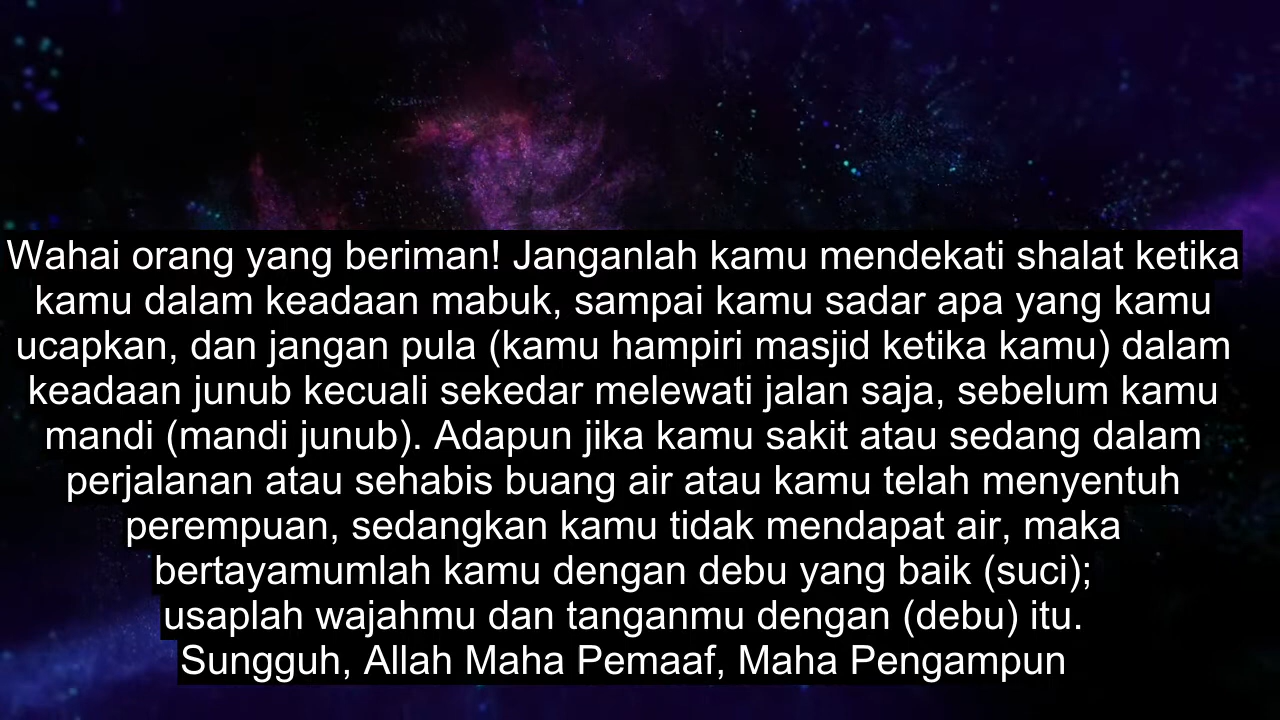 Wahai orang yang beriman! Janganlah kamu mendekati shalat ketika
kamu dalam keadaan mabuk, sampai kamu sadar apa yang kamu
ucapkan, dan jangan pula (kamu hampiri masjid ketika kamu) dalam
keadaan junub kecuali sekedar melewati jalan saja, sebelum kamu
mandi (mandi junub). Adapun jika kamu sakit atau sedang dalam
perjalanan atau sehabis buang air atau kamu telah menyentuh
perempuan, sedangkan kamu tidak mendapat air, maka
bertayamumlah kamu dengan debu yang baik (suci);
usaplah wajahmu dan tanganmu dengan (debu) itu.
Sungguh, Allah Maha Pemaaf, Maha Pengampun